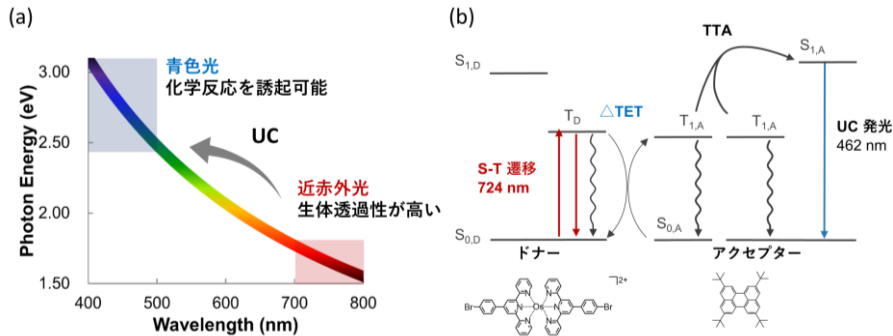 (a)
Photon Energy (eV)
3.00
2.50
2.00
1.50
青色光
化学反応を誘起可能
UC
近赤外光
生体透過性が高い
400
500
600
700
800
Wavelength (nm)
(b)
TTA
S1,D
S1,A
TD
△TET
T1,A
T1,A
UC 発光
462 nm
S-T 遷移
724 nm
S0,D
S0,A
ドナー
アクセプター
Br
N
N
N
Os
N
N
N
Br
2+